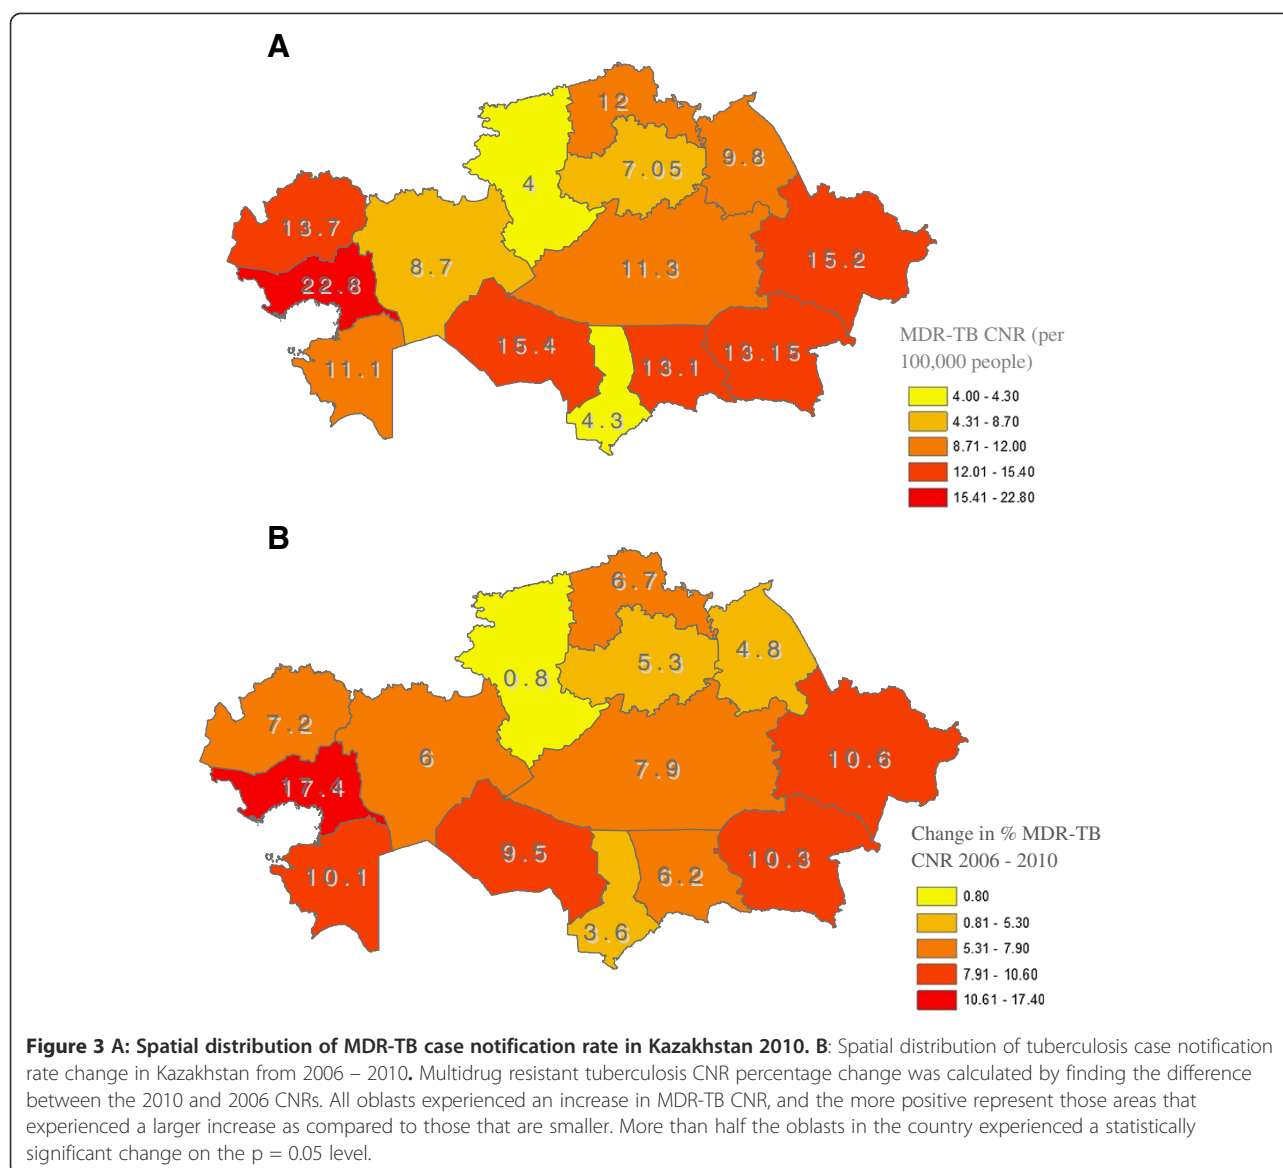 A
12
9.8
7.05
4
13.7
15.2
8.7
11.3
22.8
MDR-TB CNR (per
100,000 people)
15.4
13.15
11.1
13.1
4.00 - 4.30
4.3
4.31 - 8.70
8.71 - 12.00
12.01 - 15.40
15.41 - 22.80
B
6.7
4.8
5.3
0.8
7.2
6
10.6
7.9
17.4
Change in % MDR-TB
CNR 2006 - 2010
9.5
10.3
10.1
6.2
0.80
3.6
0.81 - 5.30
5.31 - 7.90
7.91 - 10.60
10.61 - 17.40
Figure 3 A: Spatial distribution of MDR-TB case notification rate in Kazakhstan 2010. B: Spatial distribution of tuberculosis case notification
rate change in Kazakhstan from 2006 – 2010. Multidrug resistant tuberculosis CNR percentage change was calculated by finding the difference
between the 2010 and 2006 CNRs. All oblasts experienced an increase in MDR-TB CNR, and the more positive represent those areas that
experienced a larger increase as compared to those that are smaller. More than half the oblasts in the country experienced a statistically
significant change on the p = 0.05 level.